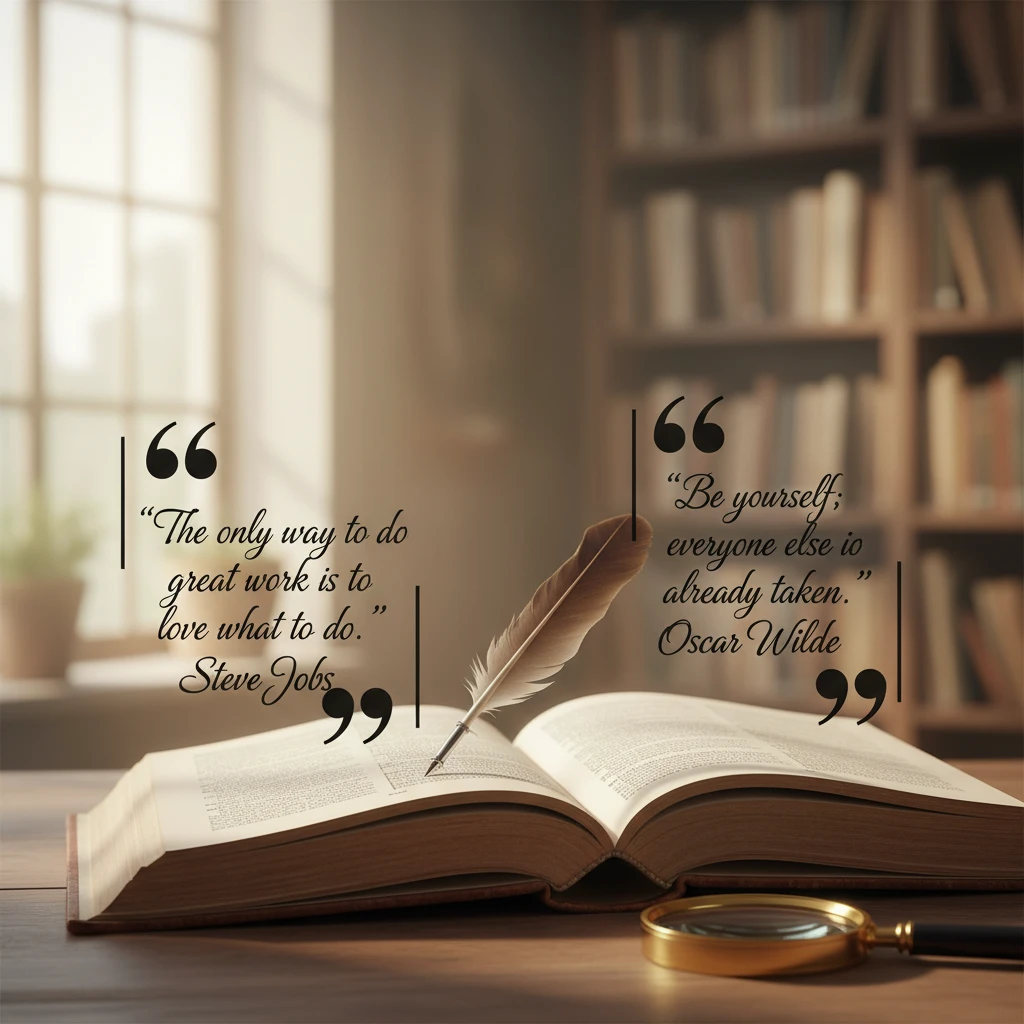 “The only way to do
great work is to
love what to do.”
Steve Jobs
“Be yourself;
everyone else io
already taken.”
Oscar Wilde